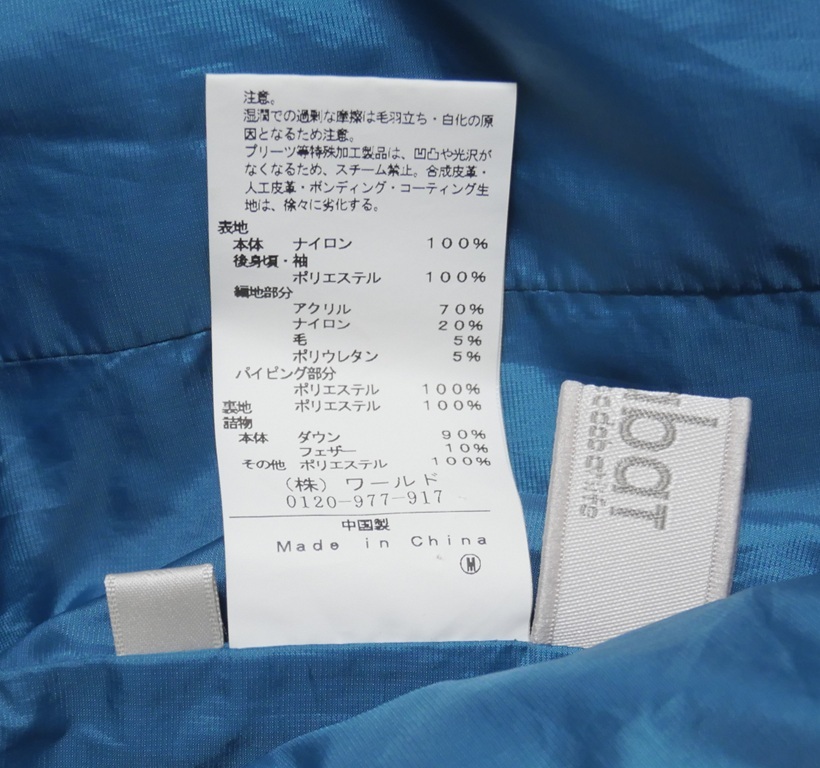 注意。
湿潤での過剰な摩擦は毛羽立ち・白化の原
因となるため注意。
プリーツ等特殊加工製品は、凹凸や光沢が
なくなるため、スチーム禁止。合成皮革・
人工皮革・ボンディング・コーティング生
地は、徐々に劣化する。
表地
本体 ナイロン 100%
後身頃・袖
ポリエステル 100%
編地部分
アクリル 70%
ナイロン 20%
毛 5%
ポリウレタン 5%
パイピング部分
ポリエステル 100%
裏地 ポリエステル 100%
詰物
本体 ダウン 90%
フェザー 10%
その他 ポリエステル 100%
(株) ワールド
0120-977-917
中国製
Made in China
Ⓜ